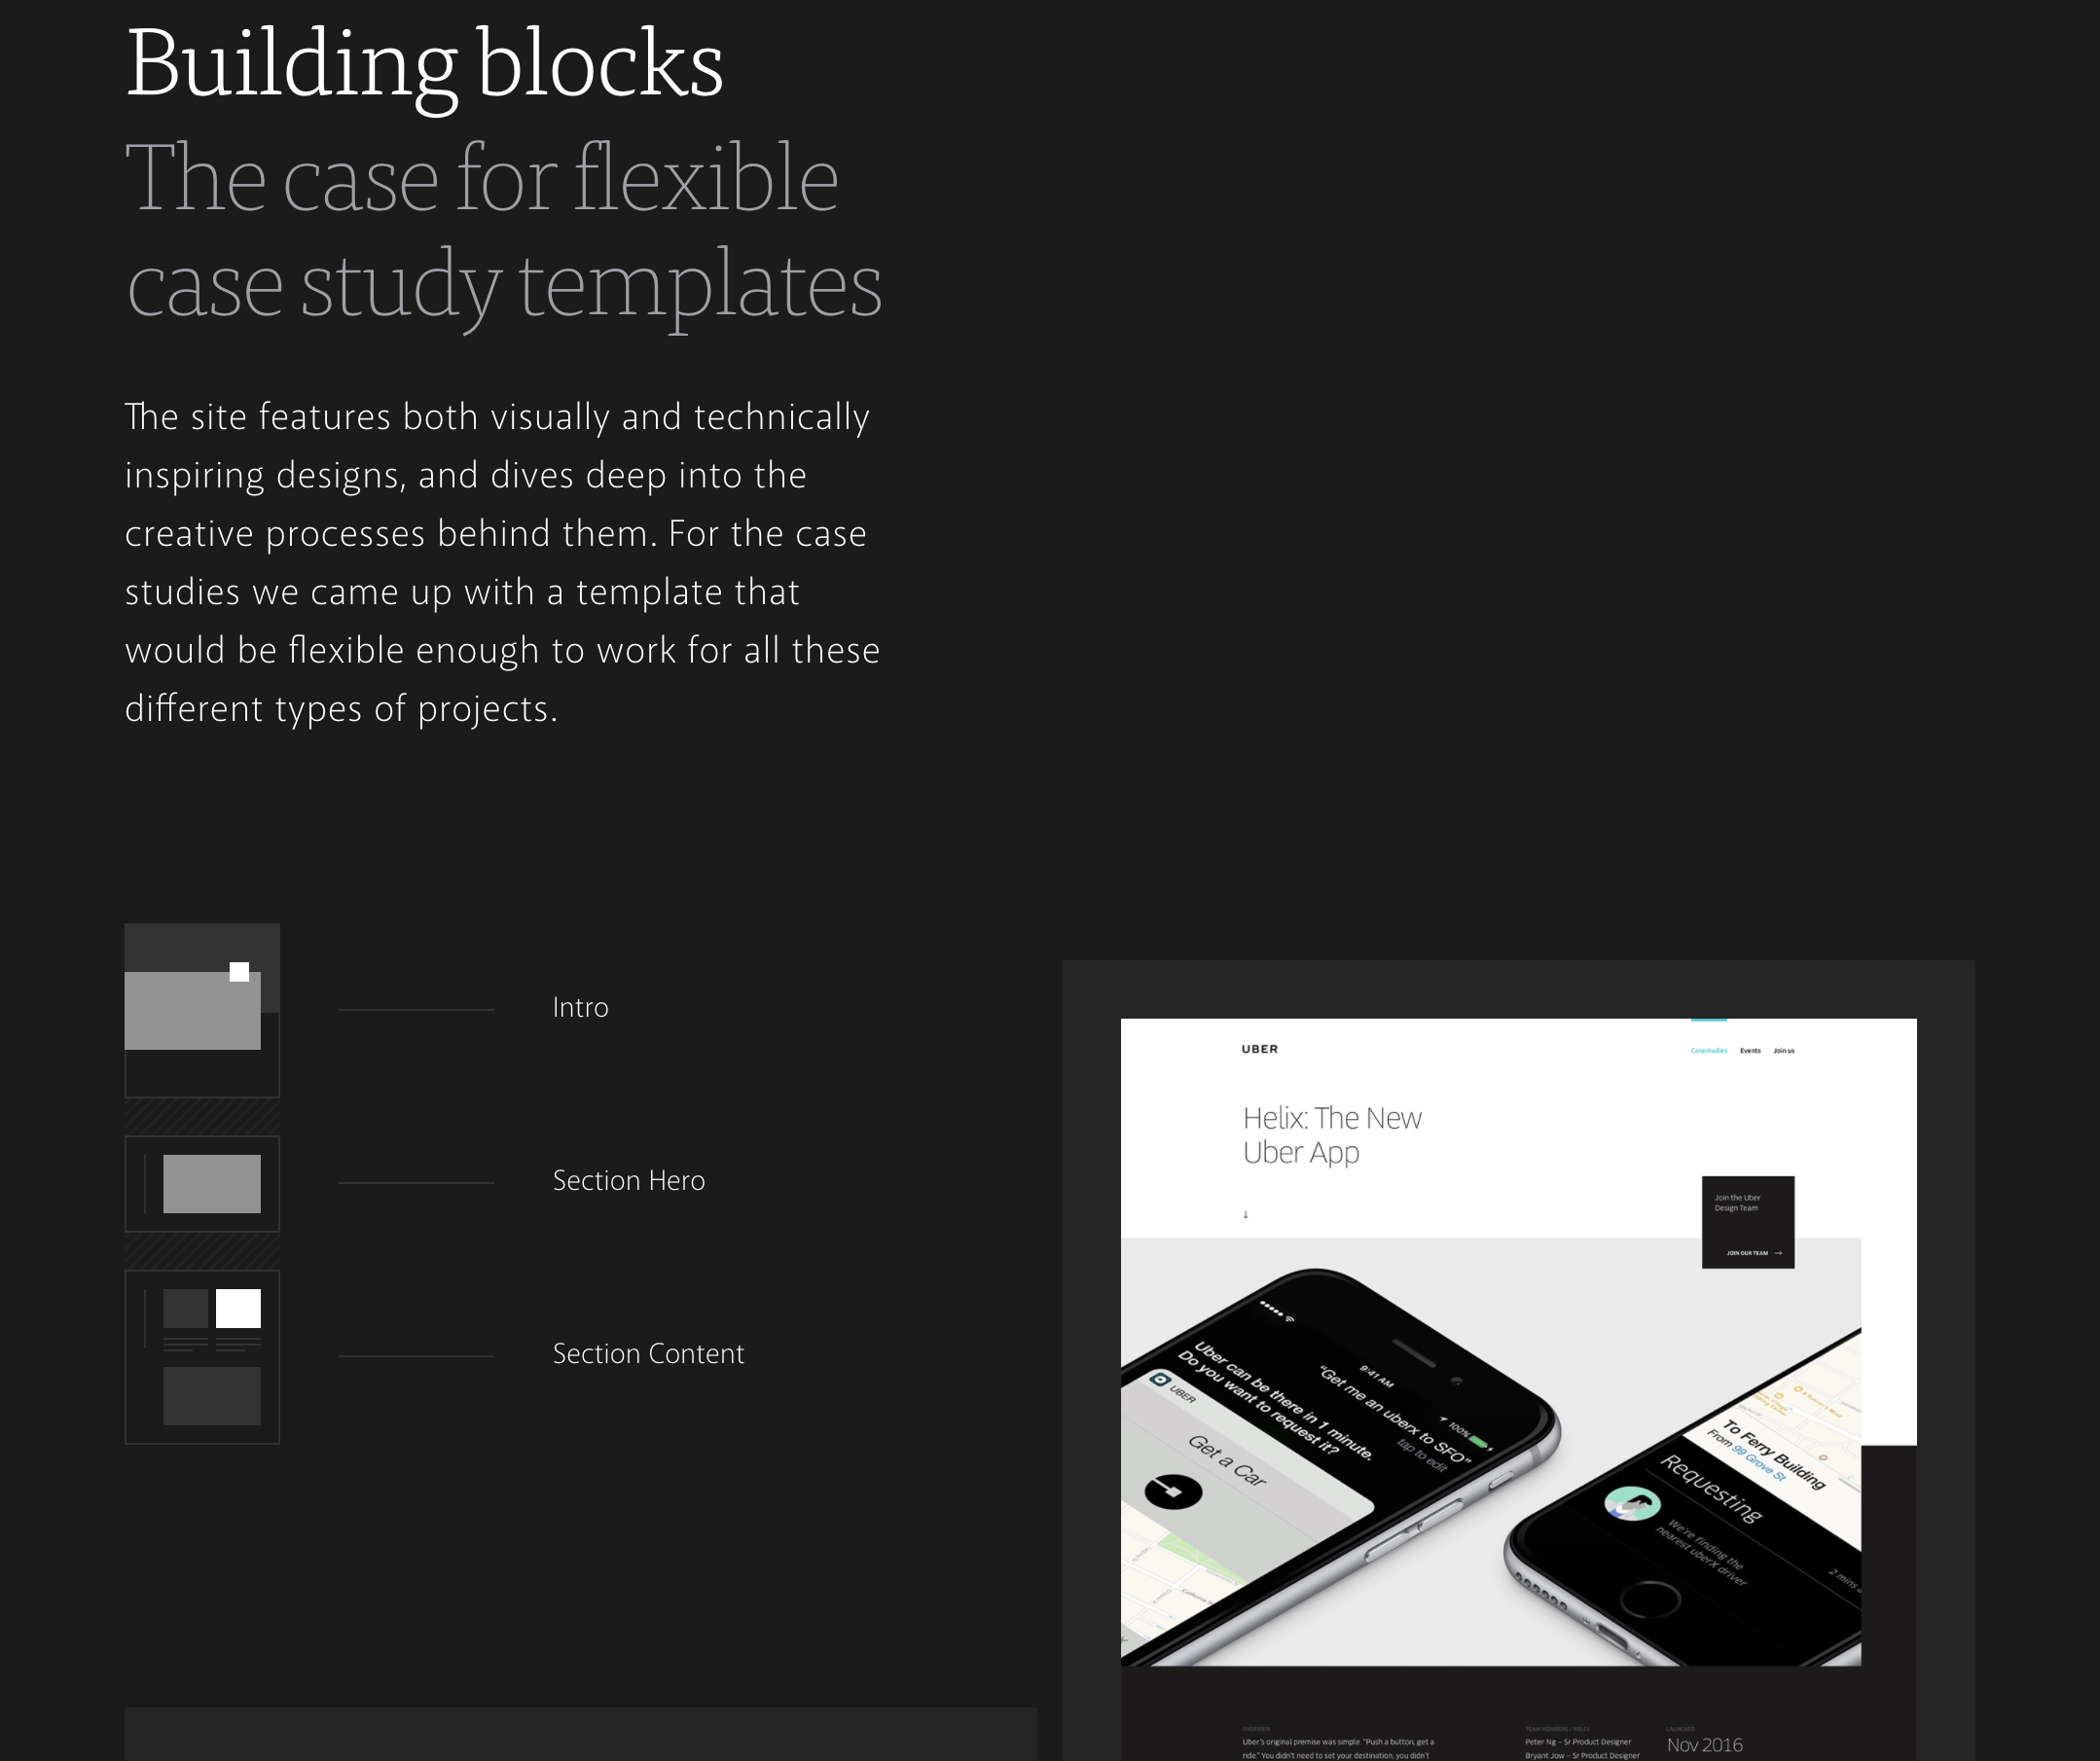 Building blocks
The case for flexible
case study templates
The site features both visually and technically
inspiring designs, and dives deep into the
creative processes behind them. For the case
studies we came up with a template that
would be flexible enough to work for all these
different types of projects.
Intro
Section Hero
Section Content
UBER
Casestudies Events Join us
Helix: The New
Uber App
↓
Join the Uber
Design Team
JOIN OUR TEAM →
9:41 AM
100%
"Get me an uberx to SFO"
tap to edit
Uber can be there in 1 minute.
Do you want to request it?
UBER
Get a Car
To Ferry Building
From 99 Grove St
Requesting
We're finding the
nearest uberX driver
2 mins
OVERVIEW
Uber's original premise was simple. "Push a button, get a
ride." You didn't need to set your destination, you didn't
TEAM MEMBERS / ROLES
Peter Ng – Sr Product Designer
Bryant Jow – Sr Product Designer
LAUNCHED
Nov 2016